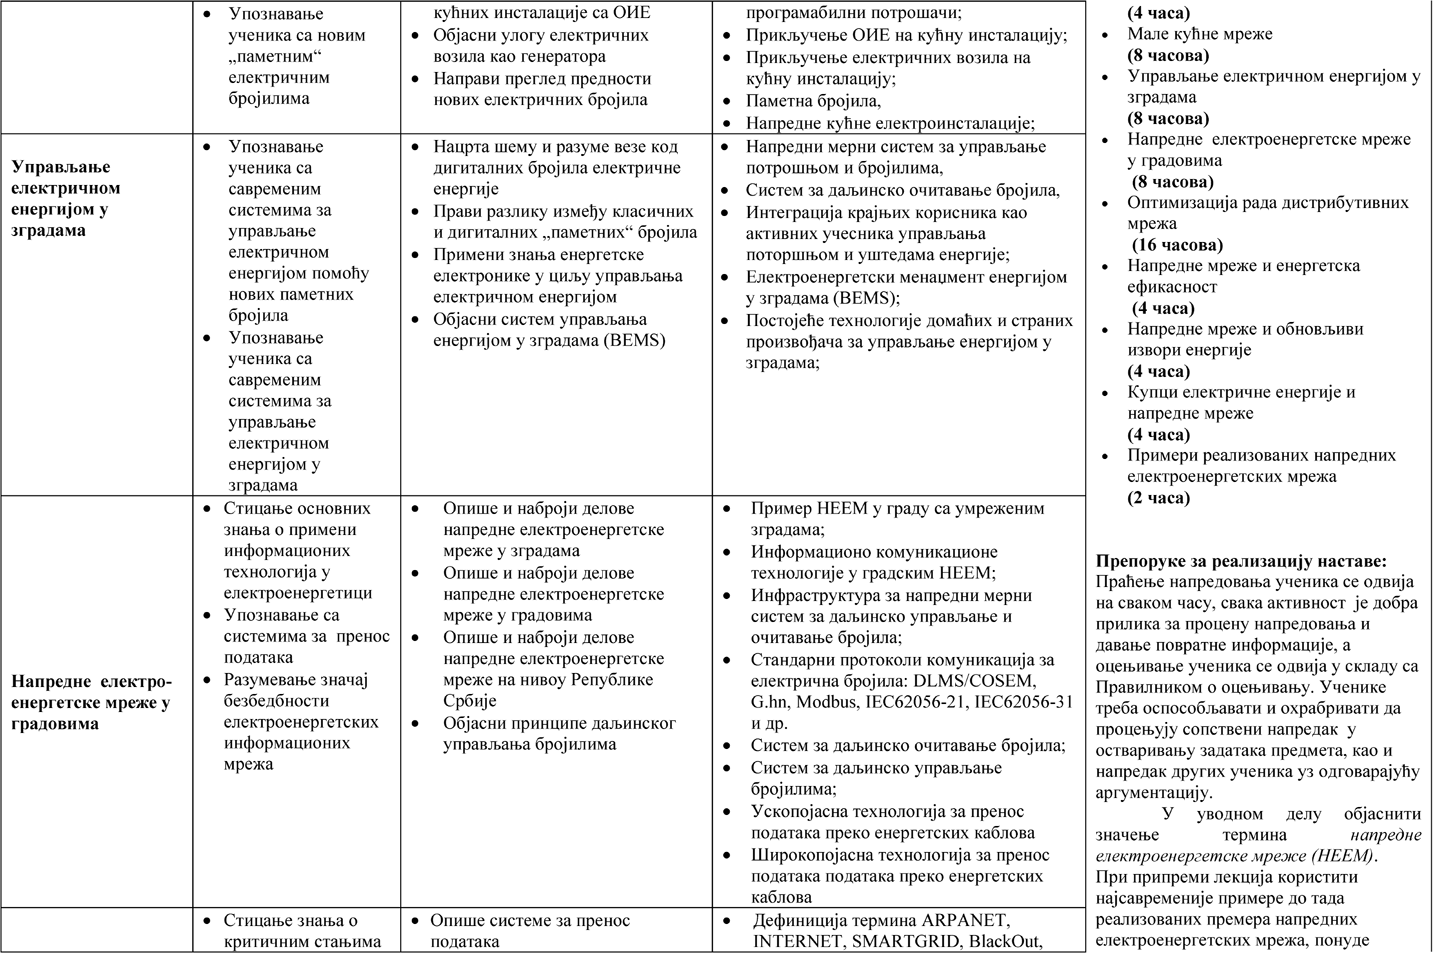 Упознавање
ученика са новим
„паметним“
електричним
бројилима
кућних инсталације са ОИЕ
Објасни улогу електричних
возила као генератора
Направи преглед предности
нових електричних бројила
програмабилни потрошачи;
Прикључење ОИЕ на кућну инсталацију;
Прикључење електричних возила на
кућну инсталацију;
Паметна бројила,
Напредне кућне електроинсталације;
Управљање
електричном
енергијом у
зградама
Упознавање
ученика са
савременим
системима за
управљање
електричном
енергијом помоћу
нових паметних
бројила
Упознавање
ученика са
савременим
системима за
управљање
електричном
енергијом у
зградама
Нацрта шему и разуме везе код
дигиталних бројила електричне
енергије
Прави разлику између класичних
и дигиталних „паметних“ бројила
Примени знања енергетске
електронике у циљу управљања
електричном енергијом
Објасни систем управљања
енергијом у зградама (BEMS)
Напредни мерни систем за управљање
потрошњом и бројилима,
Систем за даљинско очитавање бројила,
Интеграција крајњих корисника као
активних учесника управљања
поторшњом и уштедама енергије;
Електроенергетски менаџмент енергијом
у зградама (BEMS);
Постојеће технологије домаћих и страних
произвођача за управљање енергијом у
зградама;
Напредне електро-
енергетске мреже у
градовима
Стицање основних
знања о примени
информационих
технологија у
електроенергетици
Упознавање са
системима за пренос
података
Разумевање значај
безбедбности
електроенергетских
информационих
мрежа
Опише и наброји делове
напредне електроенергетске
мреже у зградама
Опише и наброји делове
напредне електроенергетске
мреже у градовима
Опише и наброји делове
напредне електроенергетске
мреже на нивоу Републике
Србије
Објасни принципе даљинског
управљања бројилима
Пример НЕЕМ у граду са умреженим
зградама;
Информационо комуникационе
технологије у градским НЕЕМ;
Инфраструктура за напредни мерни
систем за даљинско управљање и
очитавање бројила;
Стандарни протоколи комуникација за
електрична бројила: DLMS/COSEM,
G.hn, Modbus, IEC62056-21, IEC62056-31
и др.
Систем за даљинско очитавање бројила;
Систем за даљинско управљање
бројилима;
Ускопојасна технологија за пренос
података преко енергетских каблова
Широкопојасна технологија за пренос
података података преко енергетских
каблова
Стицање знања о
критичним стањима
Опише системе за пренос
података
Дефиниција термина ARPANET,
INTERNET, SMARTGRID, BlackOut,
(4 часа)
Мале кућне мреже
(8 часова)
Управљање електричном енергијом у
зградама
(8 часова)
Напредне електроенергетске мреже
у градовима
(8 часова)
Оптимизација рада дистрибутивних
мрежа
(16 часова)
Напредне мреже и енергетска
ефикасност
(4 часа)
Напредне мреже и обновљиви
извори енергије
(4 часа)
Купци електричне енергије и
напредне мреже
(4 часа)
Примери реализованих напредних
електроенергетских мрежа
(2 часа)
Препоруке за реализацију наставе:
Праћење напредовања ученика се одвија
на сваком часу, свака активност је добра
прилика за процену напредовања и
давање повратне информације, а
оцењивање ученика се одвија у складу са
Правилником о оцењивању. Ученике
треба оспособљавати и охрабривати да
процењују сопствени напредак у
остваривању задатака предмета, као и
напредак других ученика уз одговарајућу
аргументацију.
У уводном делу објаснити
значење термина напредне
електроенергетске мреже (НЕЕМ).
При припреми лекција користити
најсавременије примере до тада
реализованих премера напредних
електроенергетских мрежа, понуде